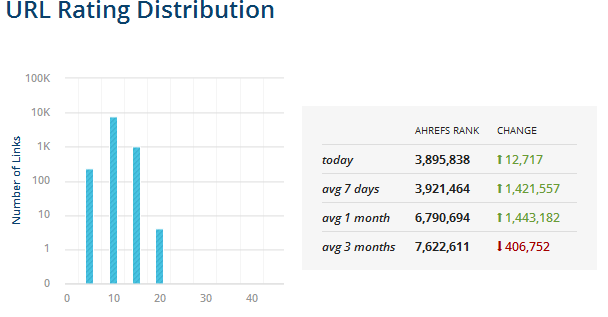 URL Rating Distribution
100K
10K
1K
100
10
1
0
Number of Links
0 10 20 30 40
AHREFS RANK CHANGE
today 3,895,838 ⬆12,717
avg 7 days 3,921,464 ⬆1,421,557
avg 1 month 6,790,694 ⬆1,443,182
avg 3 months 7,622,611 ⬇406,752